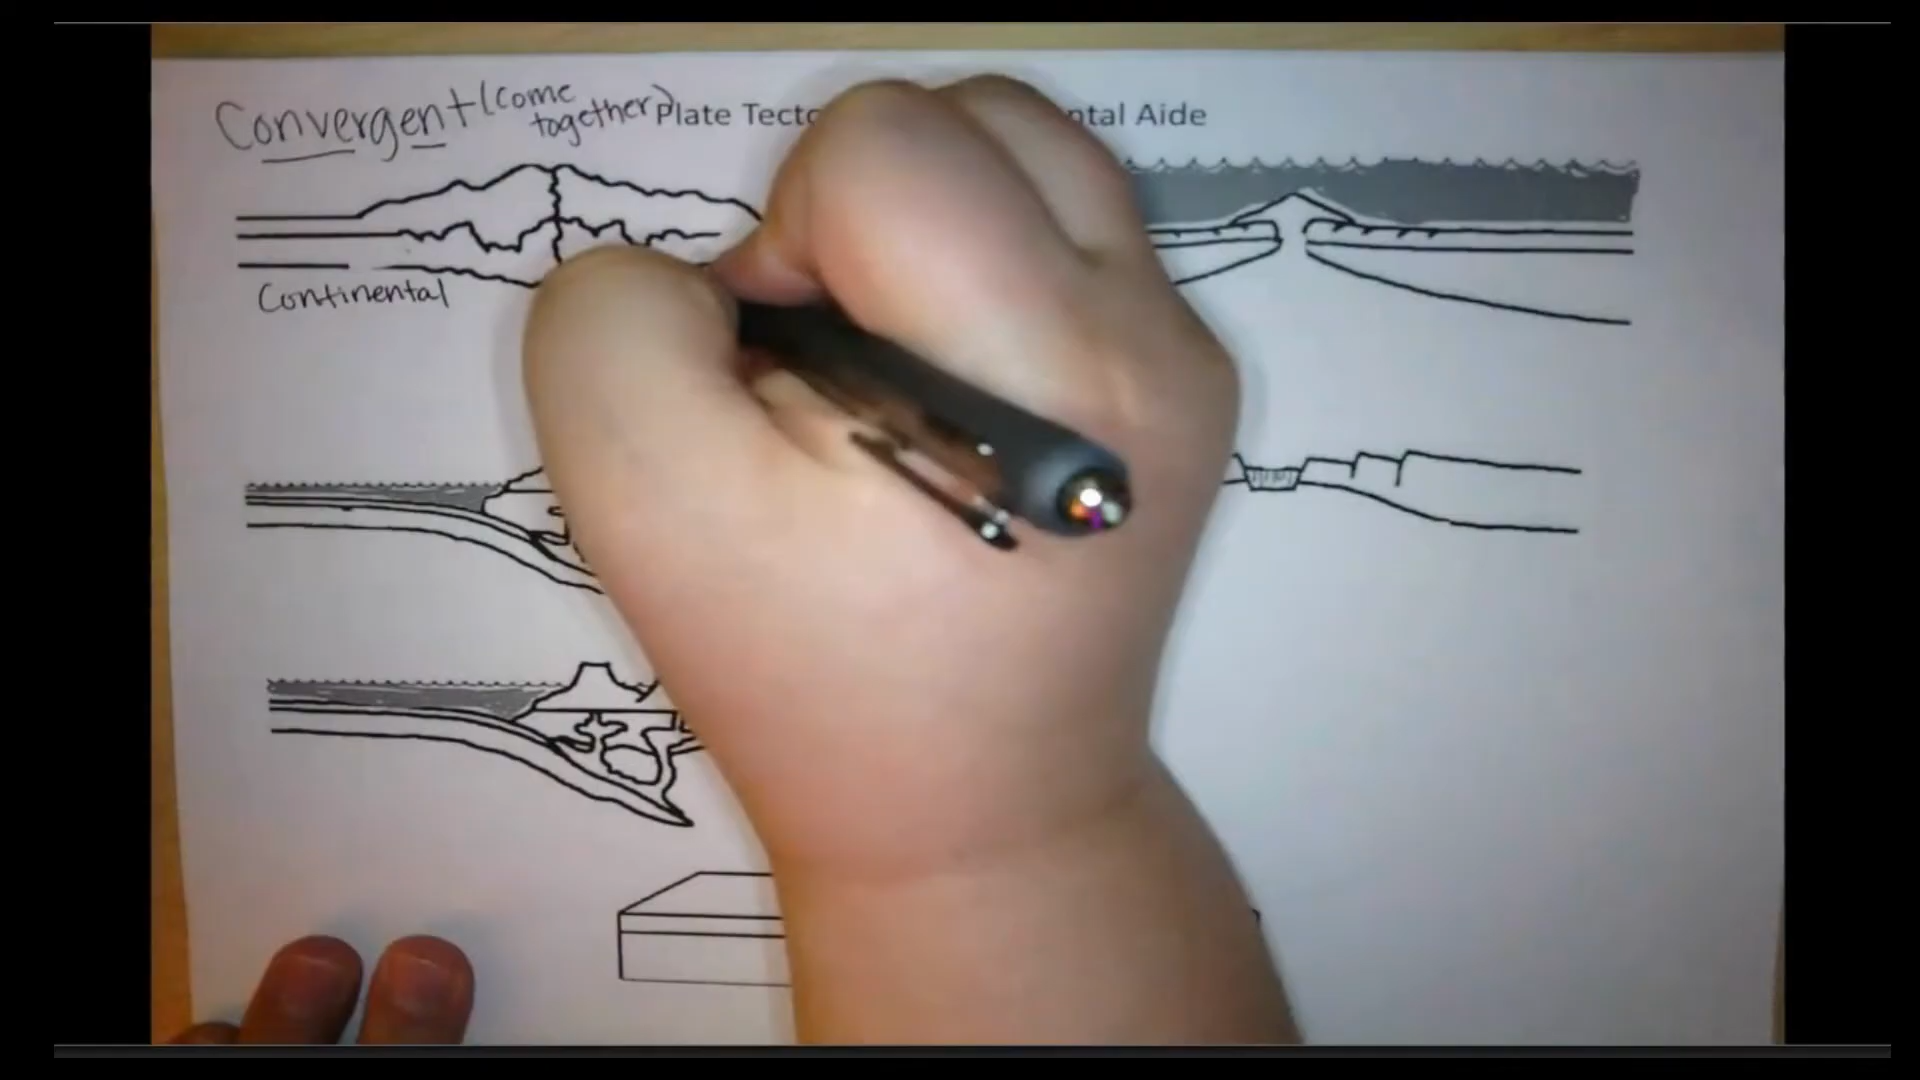 Convergent (come
together) Plate Tecto ntal Aide
Continental